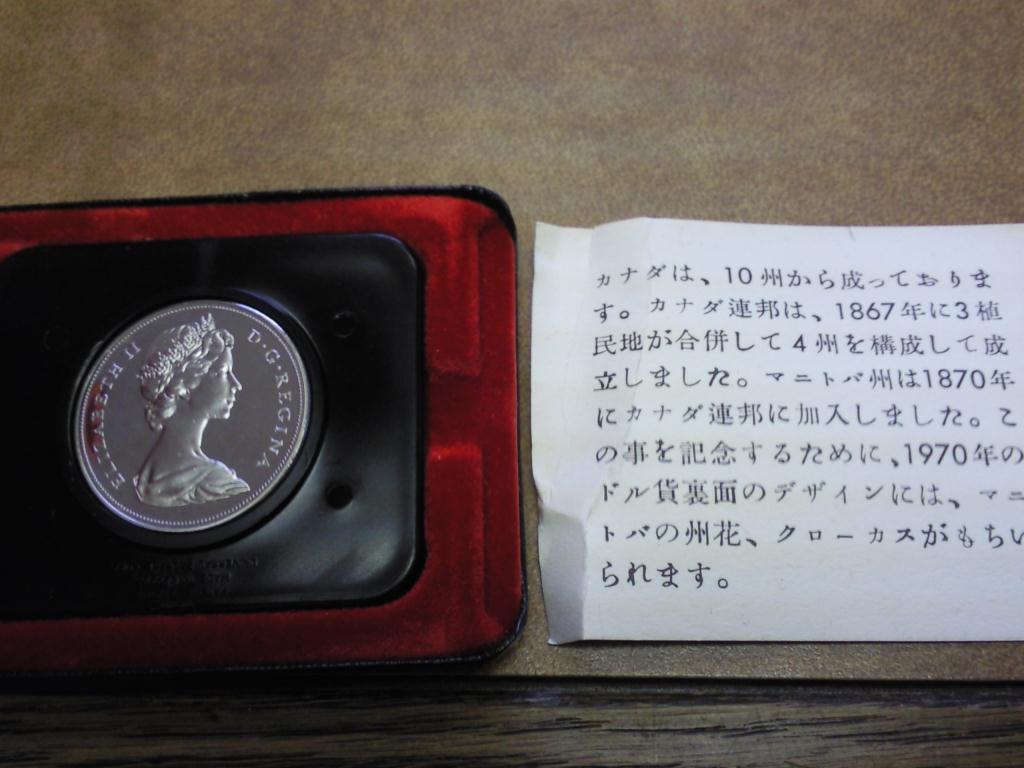 ELIZABETH II D·G·REGINA
カナダは、10州から成っておりま
す。カナダ連邦は、1867年に3植
民地が合併して4州を構成して成
立しました。マニトバ州は1870年
にカナダ連邦に加入しました。こ
の事を記念するために、1970年の
ドル貨裏面のデザインには、マニ
トバの州花、クローカスがもちい
られます。